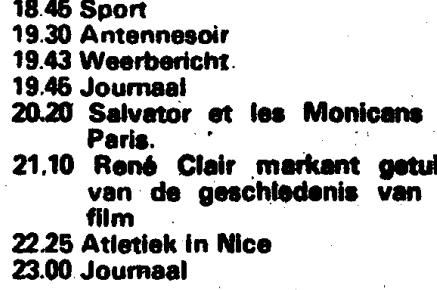 18.45 Sport
19.30 Antennesoir
19.43 Weerbericht.
19.45 Journaal
20.20 Salvator et les Monicans
Paris.
21.10 René Clair markant getui
van de geschiedenis van
film
22.25 Atletiek in Nice
23.00 Journaal